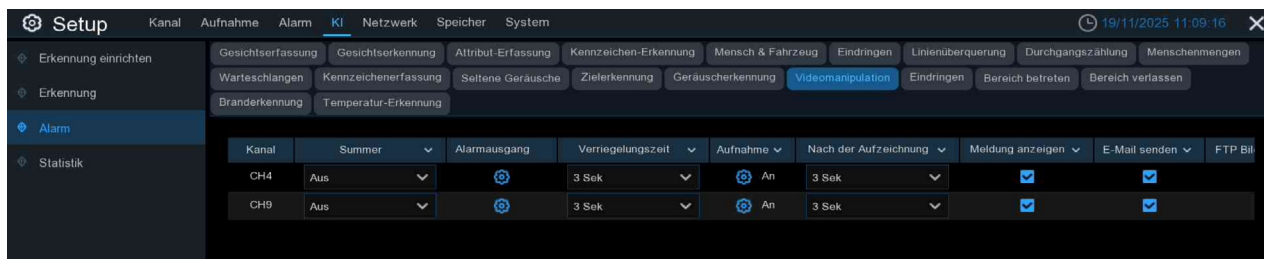 Setup Kanal Aufnahme Alarm KI Netzwerk Speicher System 19/11/2025 11:09:16
Erkennung einrichten
Erkennung
Alarm
Statistik
Gesichtserfassung Gesichtserkennung Attribut-Erfassung Kennzeichen-Erkennung Mensch & Fahrzeug Eindringen Linienüberquerung Durchgangszählung Menschenmengen
Warteschlangen Kennzeichenerfassung Seltene Geräusche Zielerkennung Geräuscherkennung Videomanipulation Eindringen Bereich betreten Bereich verlassen
Branderkennung Temperatur-Erkennung
Kanal Summer Alarmausgang Verriegelungszeit Aufnahme Nach der Aufzeichnung Meldung anzeigen E-Mail senden FTP Bil
CH4 Aus 3 Sek An 3 Sek
CH9 Aus 3 Sek An 3 Sek